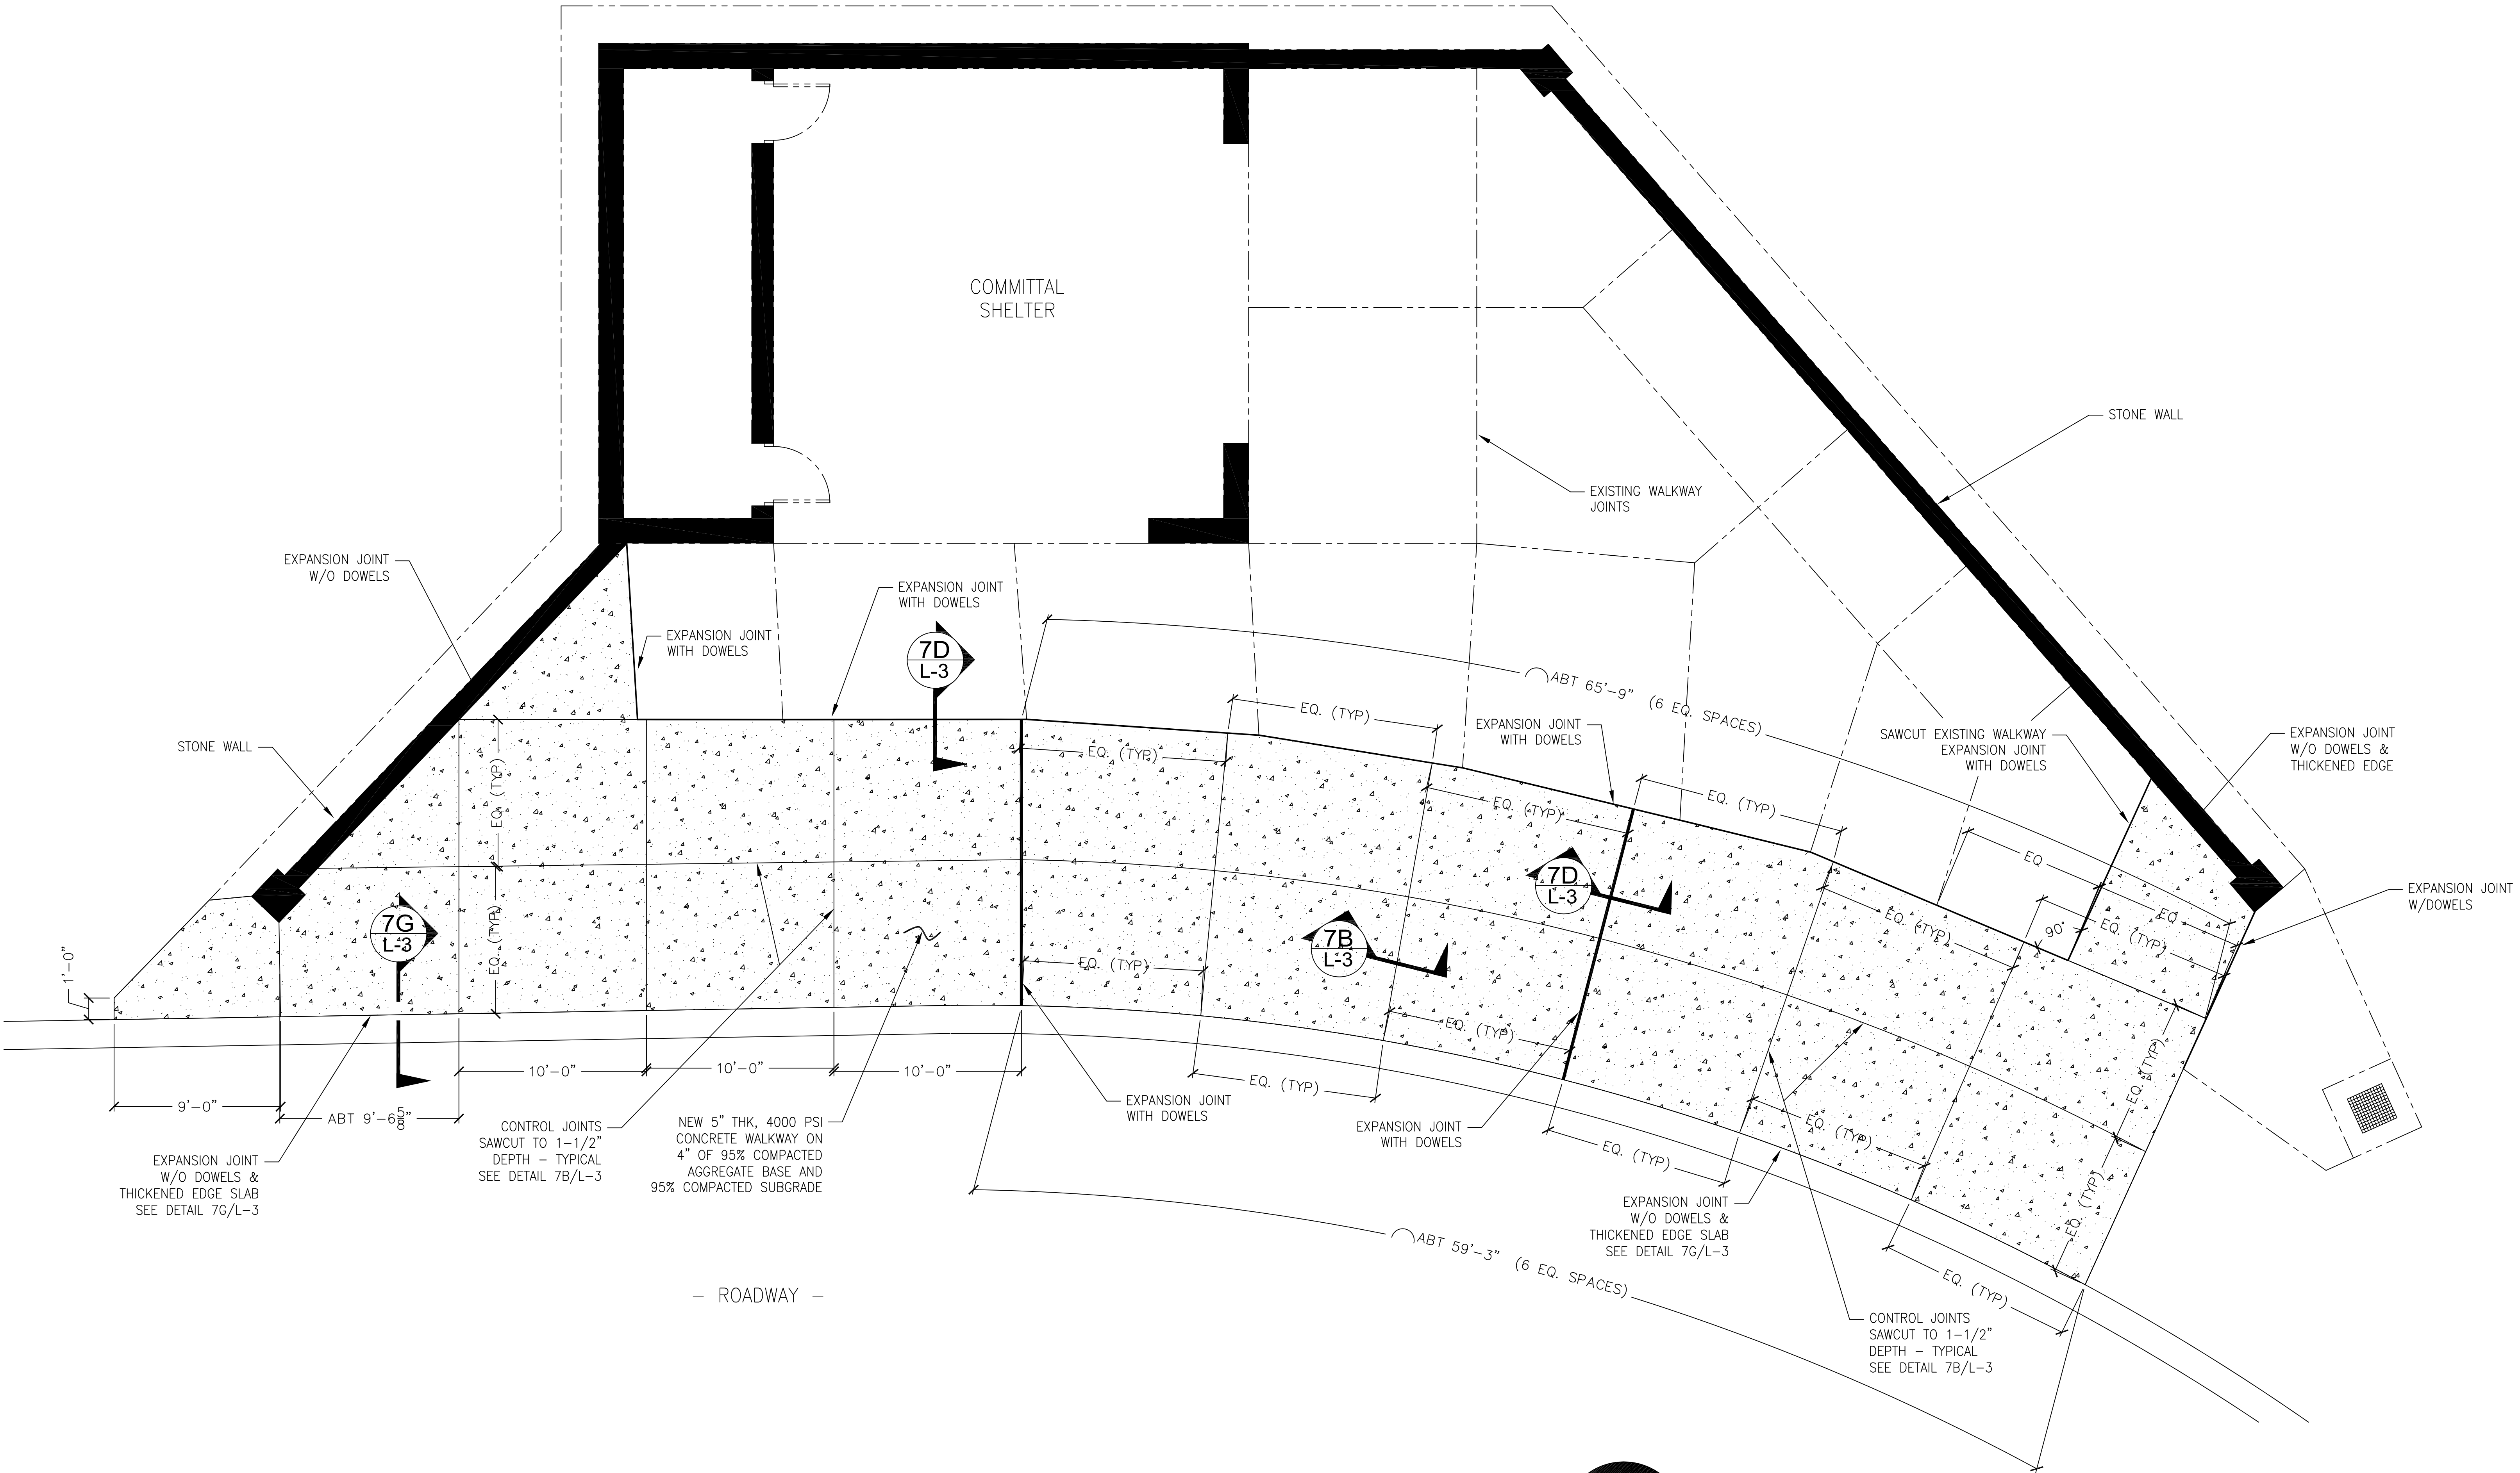 COMMITTAL
SHELTER
STONE WALL
EXISTING WALKWAY
JOINTS
EXPANSION JOINT
W/O DOWELS
EXPANSION JOINT
WITH DOWELS
EXPANSION JOINT
WITH DOWELS
7D
L-3
ABT 65'-9" (6 EQ. SPACES)
EQ. (TYP)
EXPANSION JOINT
WITH DOWELS
SAWCUT EXISTING WALKWAY
EXPANSION JOINT
WITH DOWELS
EXPANSION JOINT
W/O DOWELS &
THICKENED EDGE
STONE WALL
EQ. (TYP)
EQ. (TYP)
EQ. (TYP)
EQ. (TYP)
EQ
7D
L-3
EXPANSION JOINT
W/DOWELS
EQ
EQ. (TYP)
EQ. (TYP)
90°
7G
L-3
EQ. (TYP)
7B
L-3
EQ. (TYP)
1'-0"
EQ. (TYP)
EQ. (TYP)
10'-0"
10'-0"
10'-0"
EQ. (TYP)
EQ. (TYP)
9'-0"
ABT 9'-6 5/8"
EXPANSION JOINT
WITH DOWELS
EXPANSION JOINT
WITH DOWELS
EQ. (TYP)
EQ. (TYP)
CONTROL JOINTS
SAWCUT TO 1-1/2"
DEPTH - TYPICAL
SEE DETAIL 7B/L-3
NEW 5" THK, 4000 PSI
CONCRETE WALKWAY ON
4" OF 95% COMPACTED
AGGREGATE BASE AND
95% COMPACTED SUBGRADE
EXPANSION JOINT
W/O DOWELS &
THICKENED EDGE SLAB
SEE DETAIL 7G/L-3
EQ. (TYP)
EXPANSION JOINT
W/O DOWELS &
THICKENED EDGE SLAB
SEE DETAIL 7G/L-3
ABT 59'-3" (6 EQ. SPACES)
EQ. (TYP)
- ROADWAY -
CONTROL JOINTS
SAWCUT TO 1-1/2"
DEPTH - TYPICAL
SEE DETAIL 7B/L-3